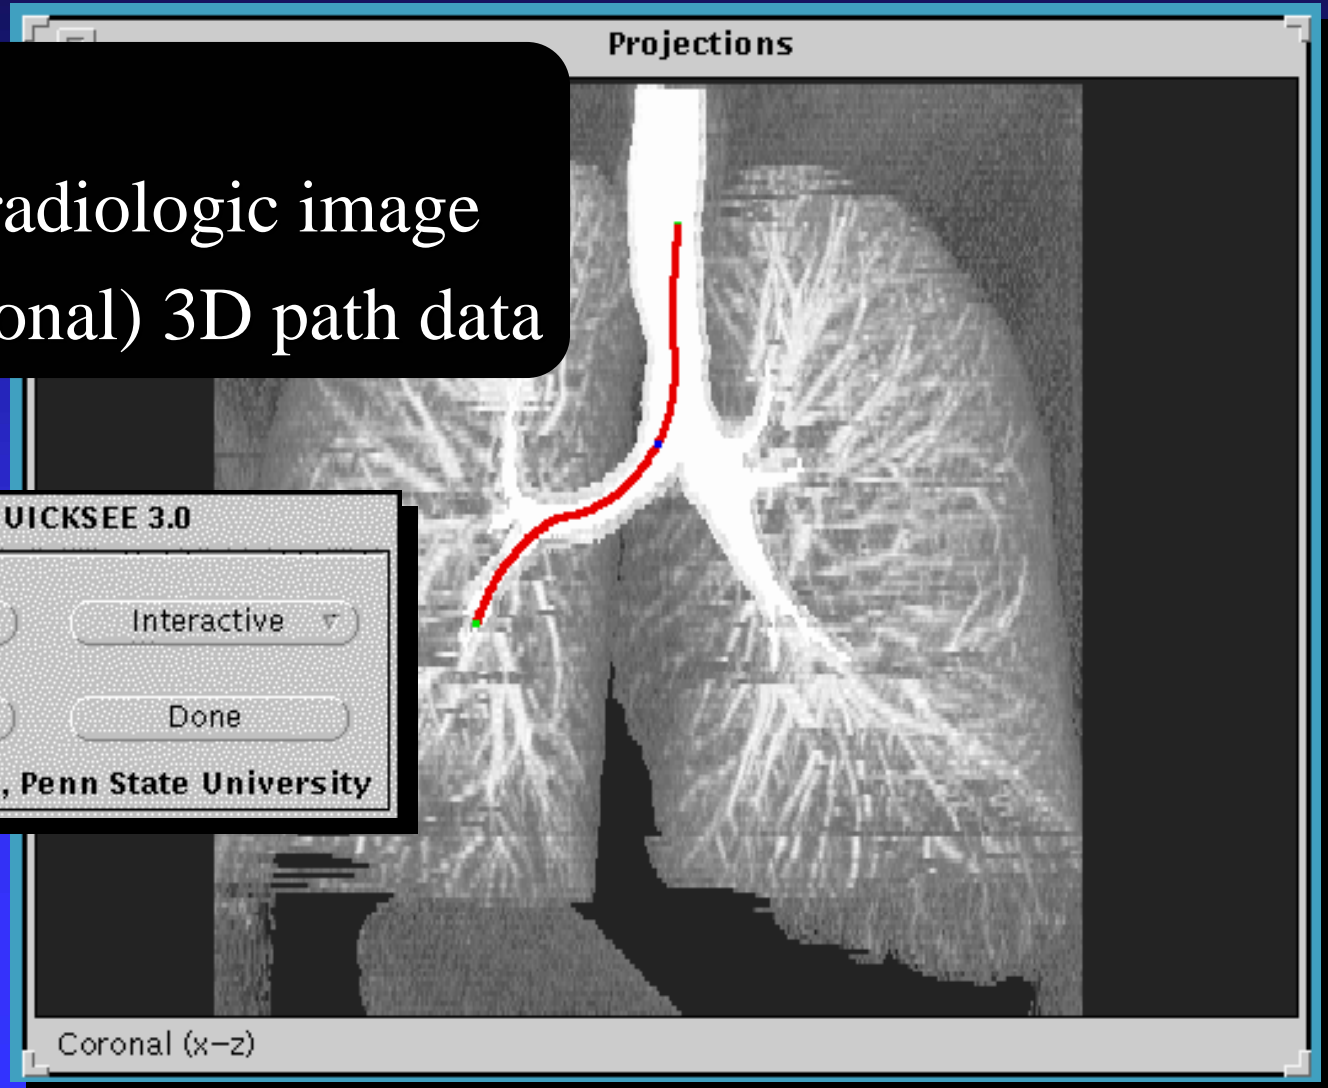 Projections
radiologic image
onal) 3D path data
UICKSEE 3.0
Interactive
Done
, Penn State University
Coronal (x-z)